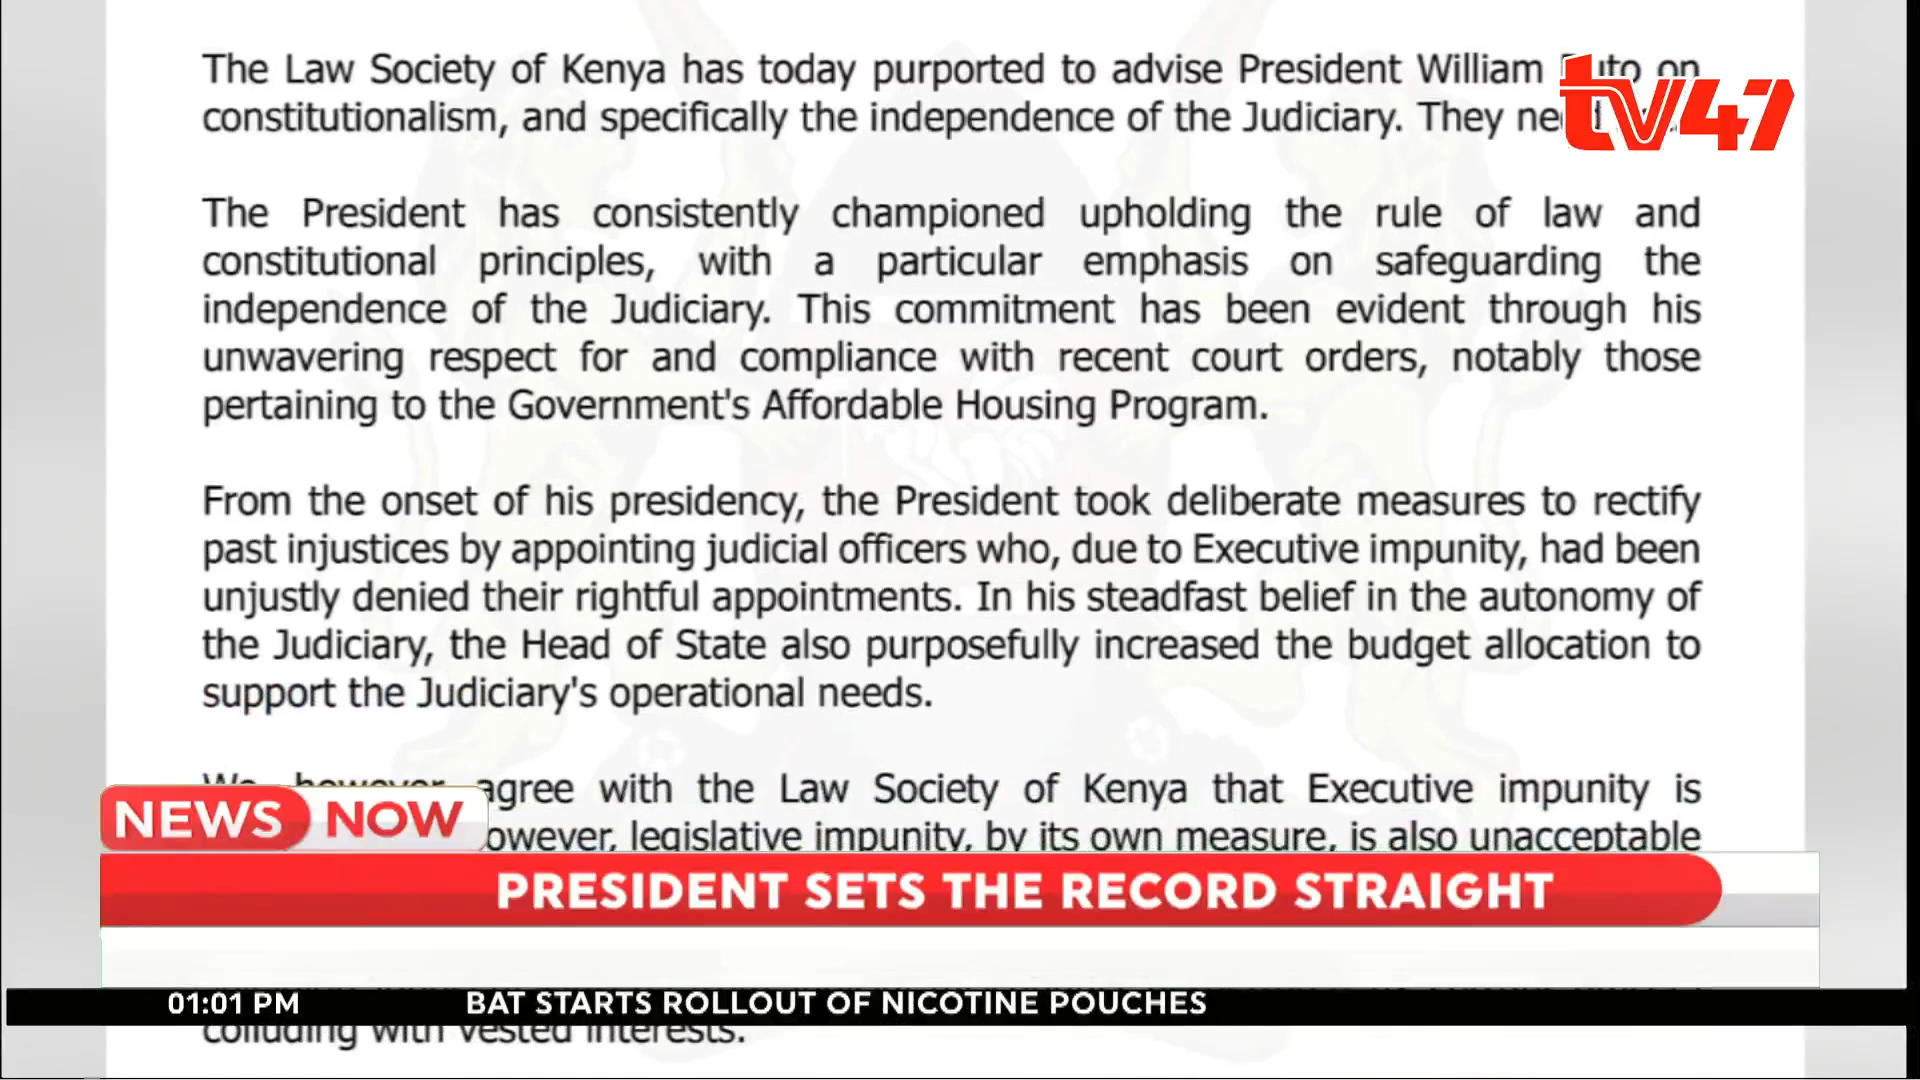 The Law Society of Kenya has today purported to advise President William on
constitutionalism, and specifically the independence of the Judiciary. They
tv47
The President has consistently championed upholding the rule of law and
constitutional principles, with a particular emphasis on safeguarding the
independence of the Judiciary. This commitment has been evident through his
unwavering respect for and compliance with recent court orders, notably those
pertaining to the Government's Affordable Housing Program.
From the onset of his presidency, the President took deliberate measures to rectify
past injustices by appointing judicial officers who, due to Executive impunity, had been
unjustly denied their rightful appointments. In his steadfast belief in the autonomy of
the Judiciary, the Head of State also purposefully increased the budget allocation to
support the Judiciary's operational needs.
We, however, agree with the Law Society of Kenya that Executive impunity is
however, legislative impunity, by its own measure, is also unacceptable
NEWS NOW
PRESIDENT SETS THE RECORD STRAIGHT
01:01 PM BAT STARTS ROLLOUT OF NICOTINE POUCHES
colluding with vested interests.